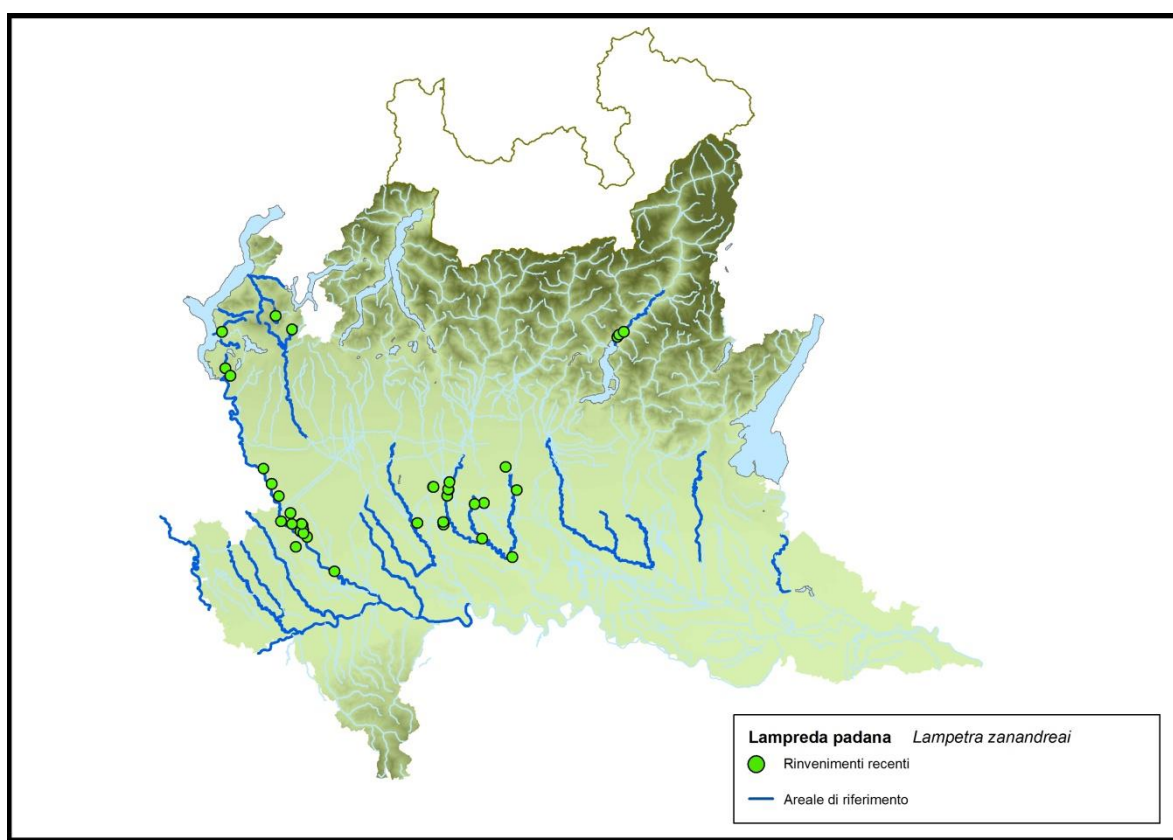 Lampreda padana Lampetra zanandreai
Rinvenimenti recenti
Areale di riferimento